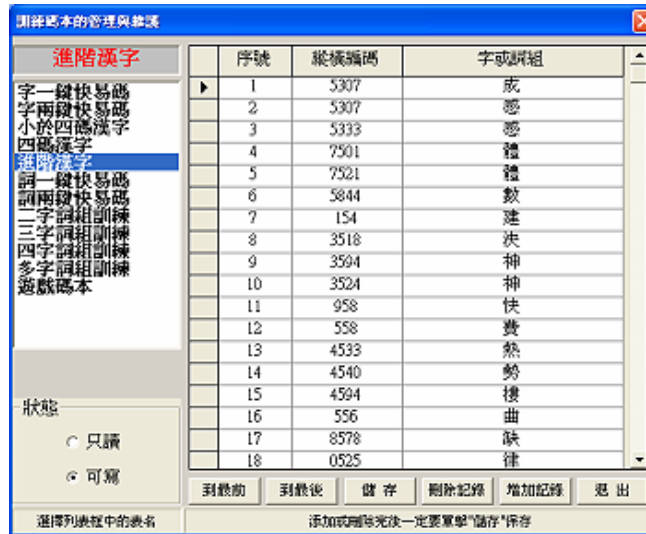 訓練碼本的管理與維護
進階漢字
字一鍵快易碼
字兩鍵快易碼
小於四碼漢字
四碼漢字
進階漢字
詞一鍵快易碼
詞兩鍵快易碼
二字詞組訓練
三字詞組訓練
四字詞組訓練
多字詞組訓練
遊戲碼本
狀態
只讀
可寫
序號 縱橫編碼 字或詞組
1 5307 成
2 5307 感
3 5333 感
4 7501 體
5 7521 體
6 5844 數
7 154 建
8 3518 決
9 3594 神
10 3524 神
11 958 快
12 558 費
13 4533 熱
14 4540 勢
15 4594 樓
16 556 曲
17 8578 缺
18 0525 律
到最前 到最後 儲 存 刪除記錄 增加記錄 退 出
選擇列表框中的表名 添加或刪除完後一定要單擊"儲存"保存